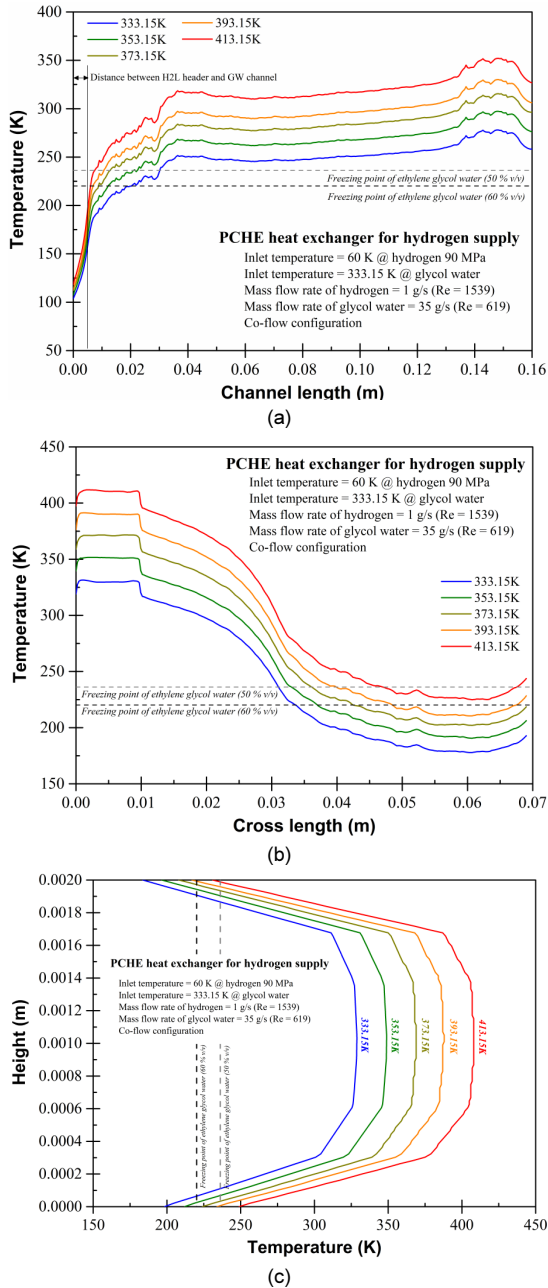 400
350
300
250
200
150
100
50
Temperature (K)
333.15K
353.15K
373.15K
393.15K
413.15K
Distance between H2L header and GW channel
Freezing point of ethylene glycol water (50 % v/v)
Freezing point of ethylene glycol water (60 % v/v)
PCHE heat exchanger for hydrogen supply
Inlet temperature = 60 K @ hydrogen 90 MPa
Inlet temperature = 333.15 K @ glycol water
Mass flow rate of hydrogen = 1 g/s (Re = 1539)
Mass flow rate of glycol water = 35 g/s (Re = 619)
Co-flow configuration
0.00 0.02 0.04 0.06 0.08 0.10 0.12 0.14 0.16
Channel length (m)
(a)
450
400
350
300
250
200
150
Temperature (K)
PCHE heat exchanger for hydrogen supply
Inlet temperature = 60 K @ hydrogen 90 MPa
Inlet temperature = 333.15 K @ glycol water
Mass flow rate of hydrogen = 1 g/s (Re = 1539)
Mass flow rate of glycol water = 35 g/s (Re = 619)
Co-flow configuration
333.15K
353.15K
373.15K
393.15K
413.15K
Freezing point of ethylene glycol water (50 % v/v)
Freezing point of ethylene glycol water (60 % v/v)
0.00 0.01 0.02 0.03 0.04 0.05 0.06 0.07
Cross length (m)
(b)
0.0020
0.0018
0.0016
0.0014
0.0012
0.0010
0.0008
0.0006
0.0004
0.0002
0.0000
Height (m)
PCHE heat exchanger for hydrogen supply
Inlet temperature = 60 K @ hydrogen 90 MPa
Inlet temperature = 333.15 K @ glycol water
Mass flow rate of hydrogen = 1 g/s (Re = 1539)
Mass flow rate of glycol water = 35 g/s (Re = 619)
Co-flow configuration
Freezing point of ethylene glycol water (60 % v/v)
Freezing point of ethylene glycol water (50 % v/v)
333.15K
353.15K
373.15K
393.15K
413.15K
150 200 250 300 350 400 450
Temperature (K)
(c)